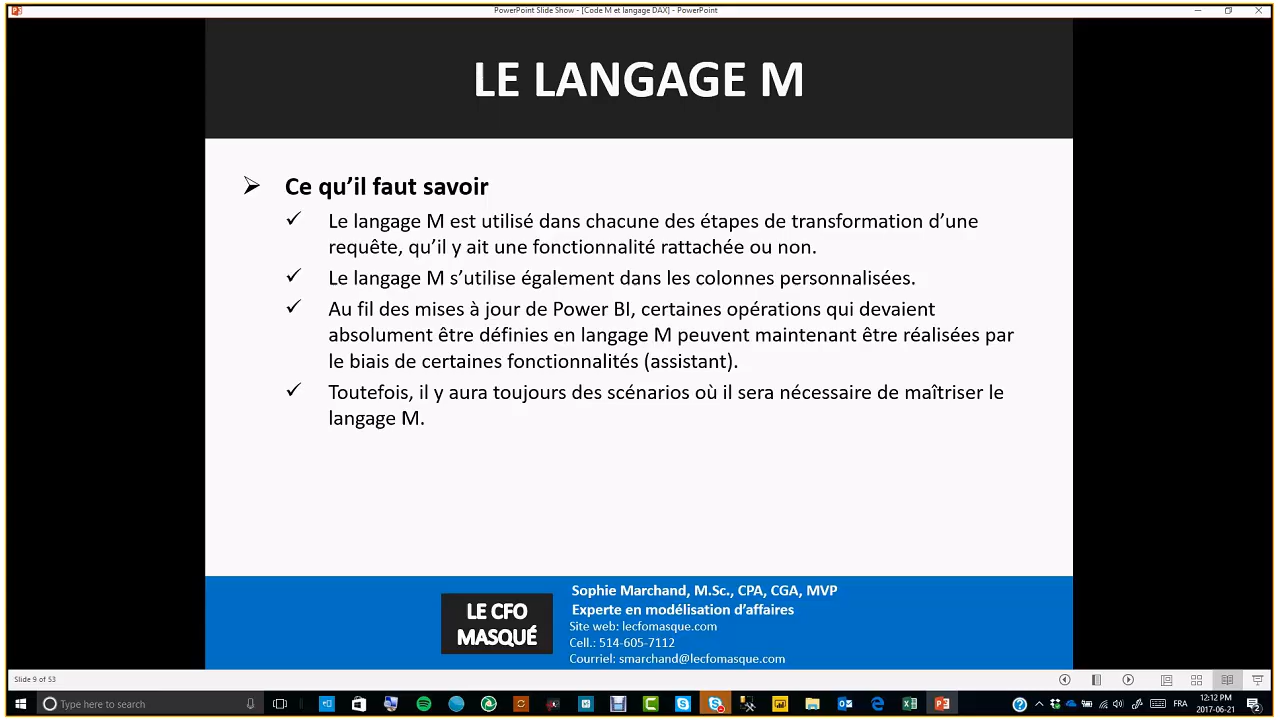 PowerPoint Slide Show - [Code M et langage DAX] - PowerPoint
LE LANGAGE M
Ce qu’il faut savoir
Le langage M est utilisé dans chacune des étapes de transformation d’une
requête, qu’il y ait une fonctionnalité rattachée ou non.
Le langage M s’utilise également dans les colonnes personnalisées.
Au fil des mises à jour de Power BI, certaines opérations qui devaient
absolument être définies en langage M peuvent maintenant être réalisées par
le biais de certaines fonctionnalités (assistant).
Toutefois, il y aura toujours des scénarios où il sera nécessaire de maîtriser le
langage M.
LE CFO
MASQUÉ
Sophie Marchand, M.Sc., CPA, CGA, MVP
Experte en modélisation d’affaires
Site web: lecfomasque.com
Cell.: 514-605-7112
Courriel: smarchand@lecfomasque.com
Slide 9 of 53
Type here to search
FRA
12:12 PM
2017-06-21